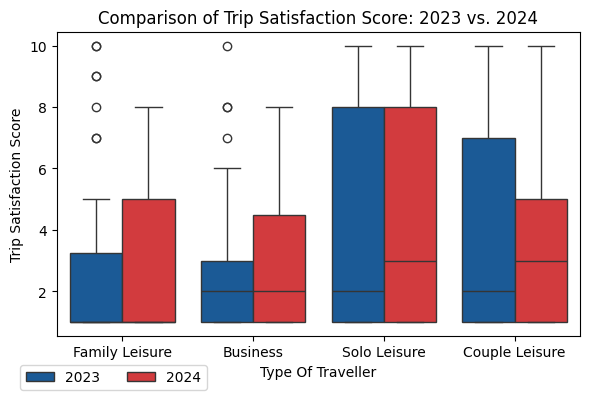 Comparison of Trip Satisfaction Score: 2023 vs. 2024
Trip Satisfaction Score
10
8
6
4
2
Family Leisure
Business
Solo Leisure
Couple Leisure
Type Of Traveller
2023
2024